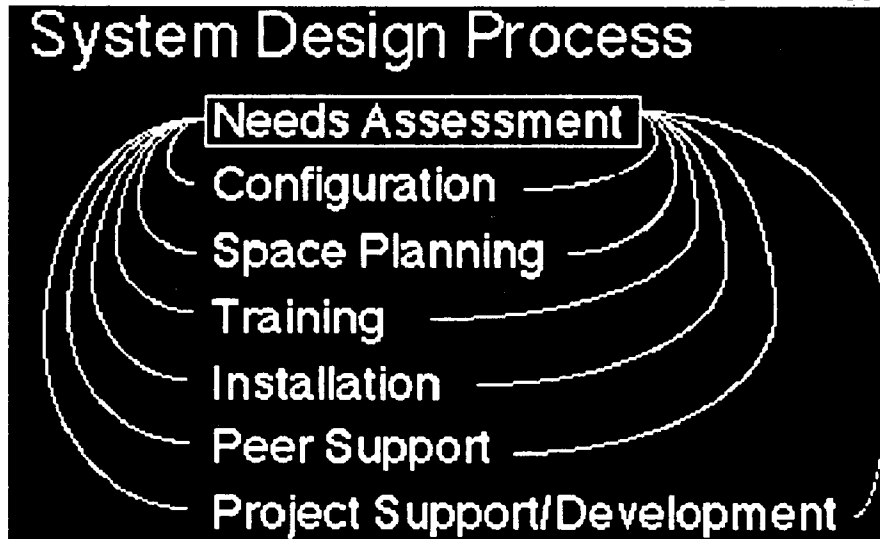 System Design Process
Needs Assessment
Configuration
Space Planning
Training
Installation
Peer Support
Project Support/Development